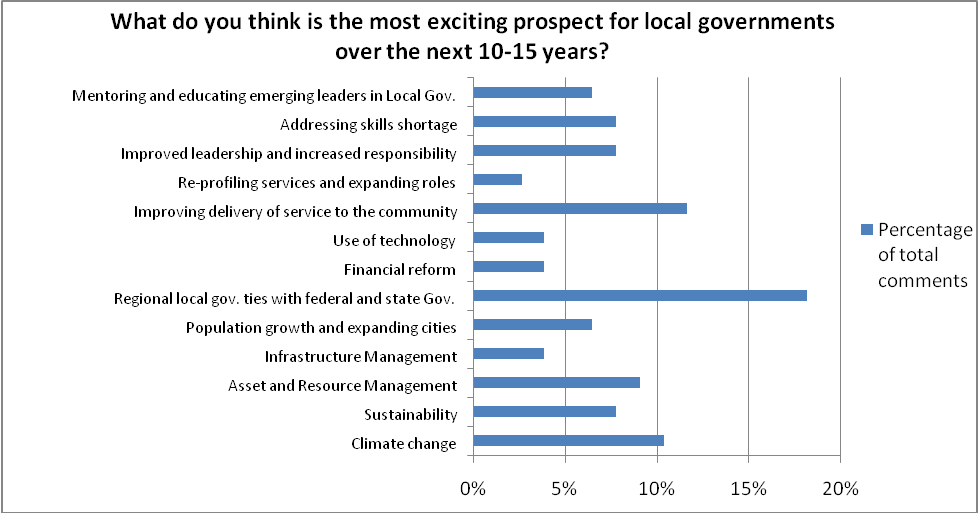 What do you think is the most exciting prospect for local governments
over the next 10-15 years?
Mentoring and educating emerging leaders in Local Gov.
Addressing skills shortage
Improved leadership and increased responsibility
Re-profiling services and expanding roles
Improving delivery of service to the community
Use of technology
Financial reform
Regional local gov. ties with federal and state Gov.
Population growth and expanding cities
Infrastructure Management
Asset and Resource Management
Sustainability
Climate change
0% 5% 10% 15% 20%
Percentage
of total
comments